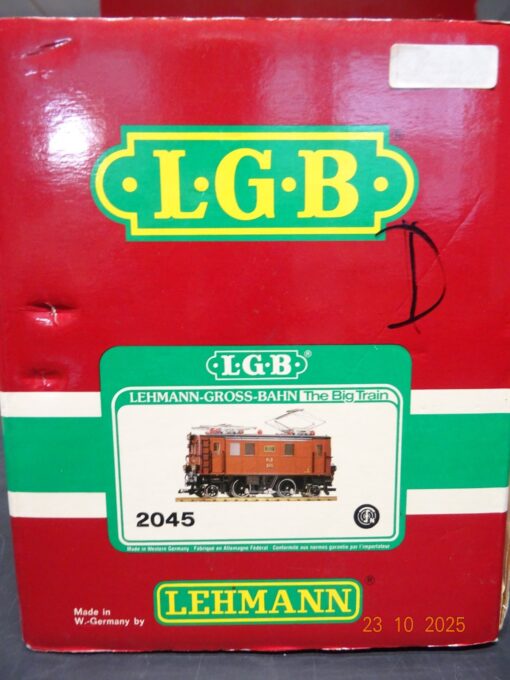 L·G·B®
D
L·G·B®
LEHMANN-GROSS-BAHN The Big Train
2045
Made in Western Germany · Fabriqué en Allemagne Fédéral · Conformite aux normes garantie par l'importateur
Made in
W.-Germany by
LEHMANN®
23 10 2025